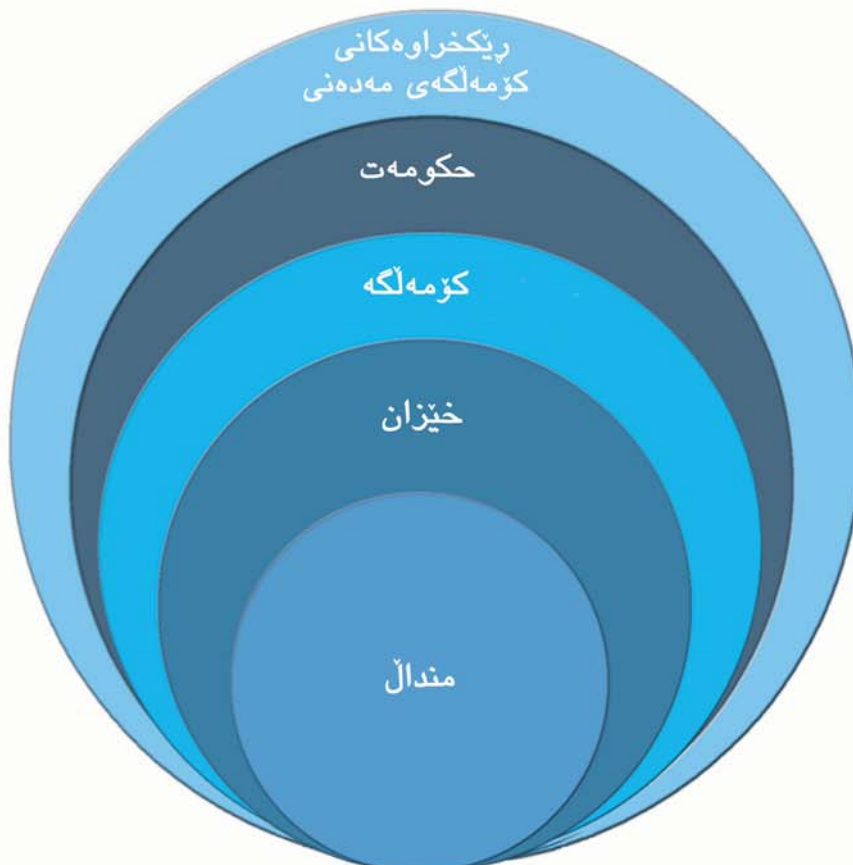 ڕێکخراوەکانی
کۆمەڵگەی مەدەنی
حکومەت
کۆمەڵگە
خێزان
منداڵ